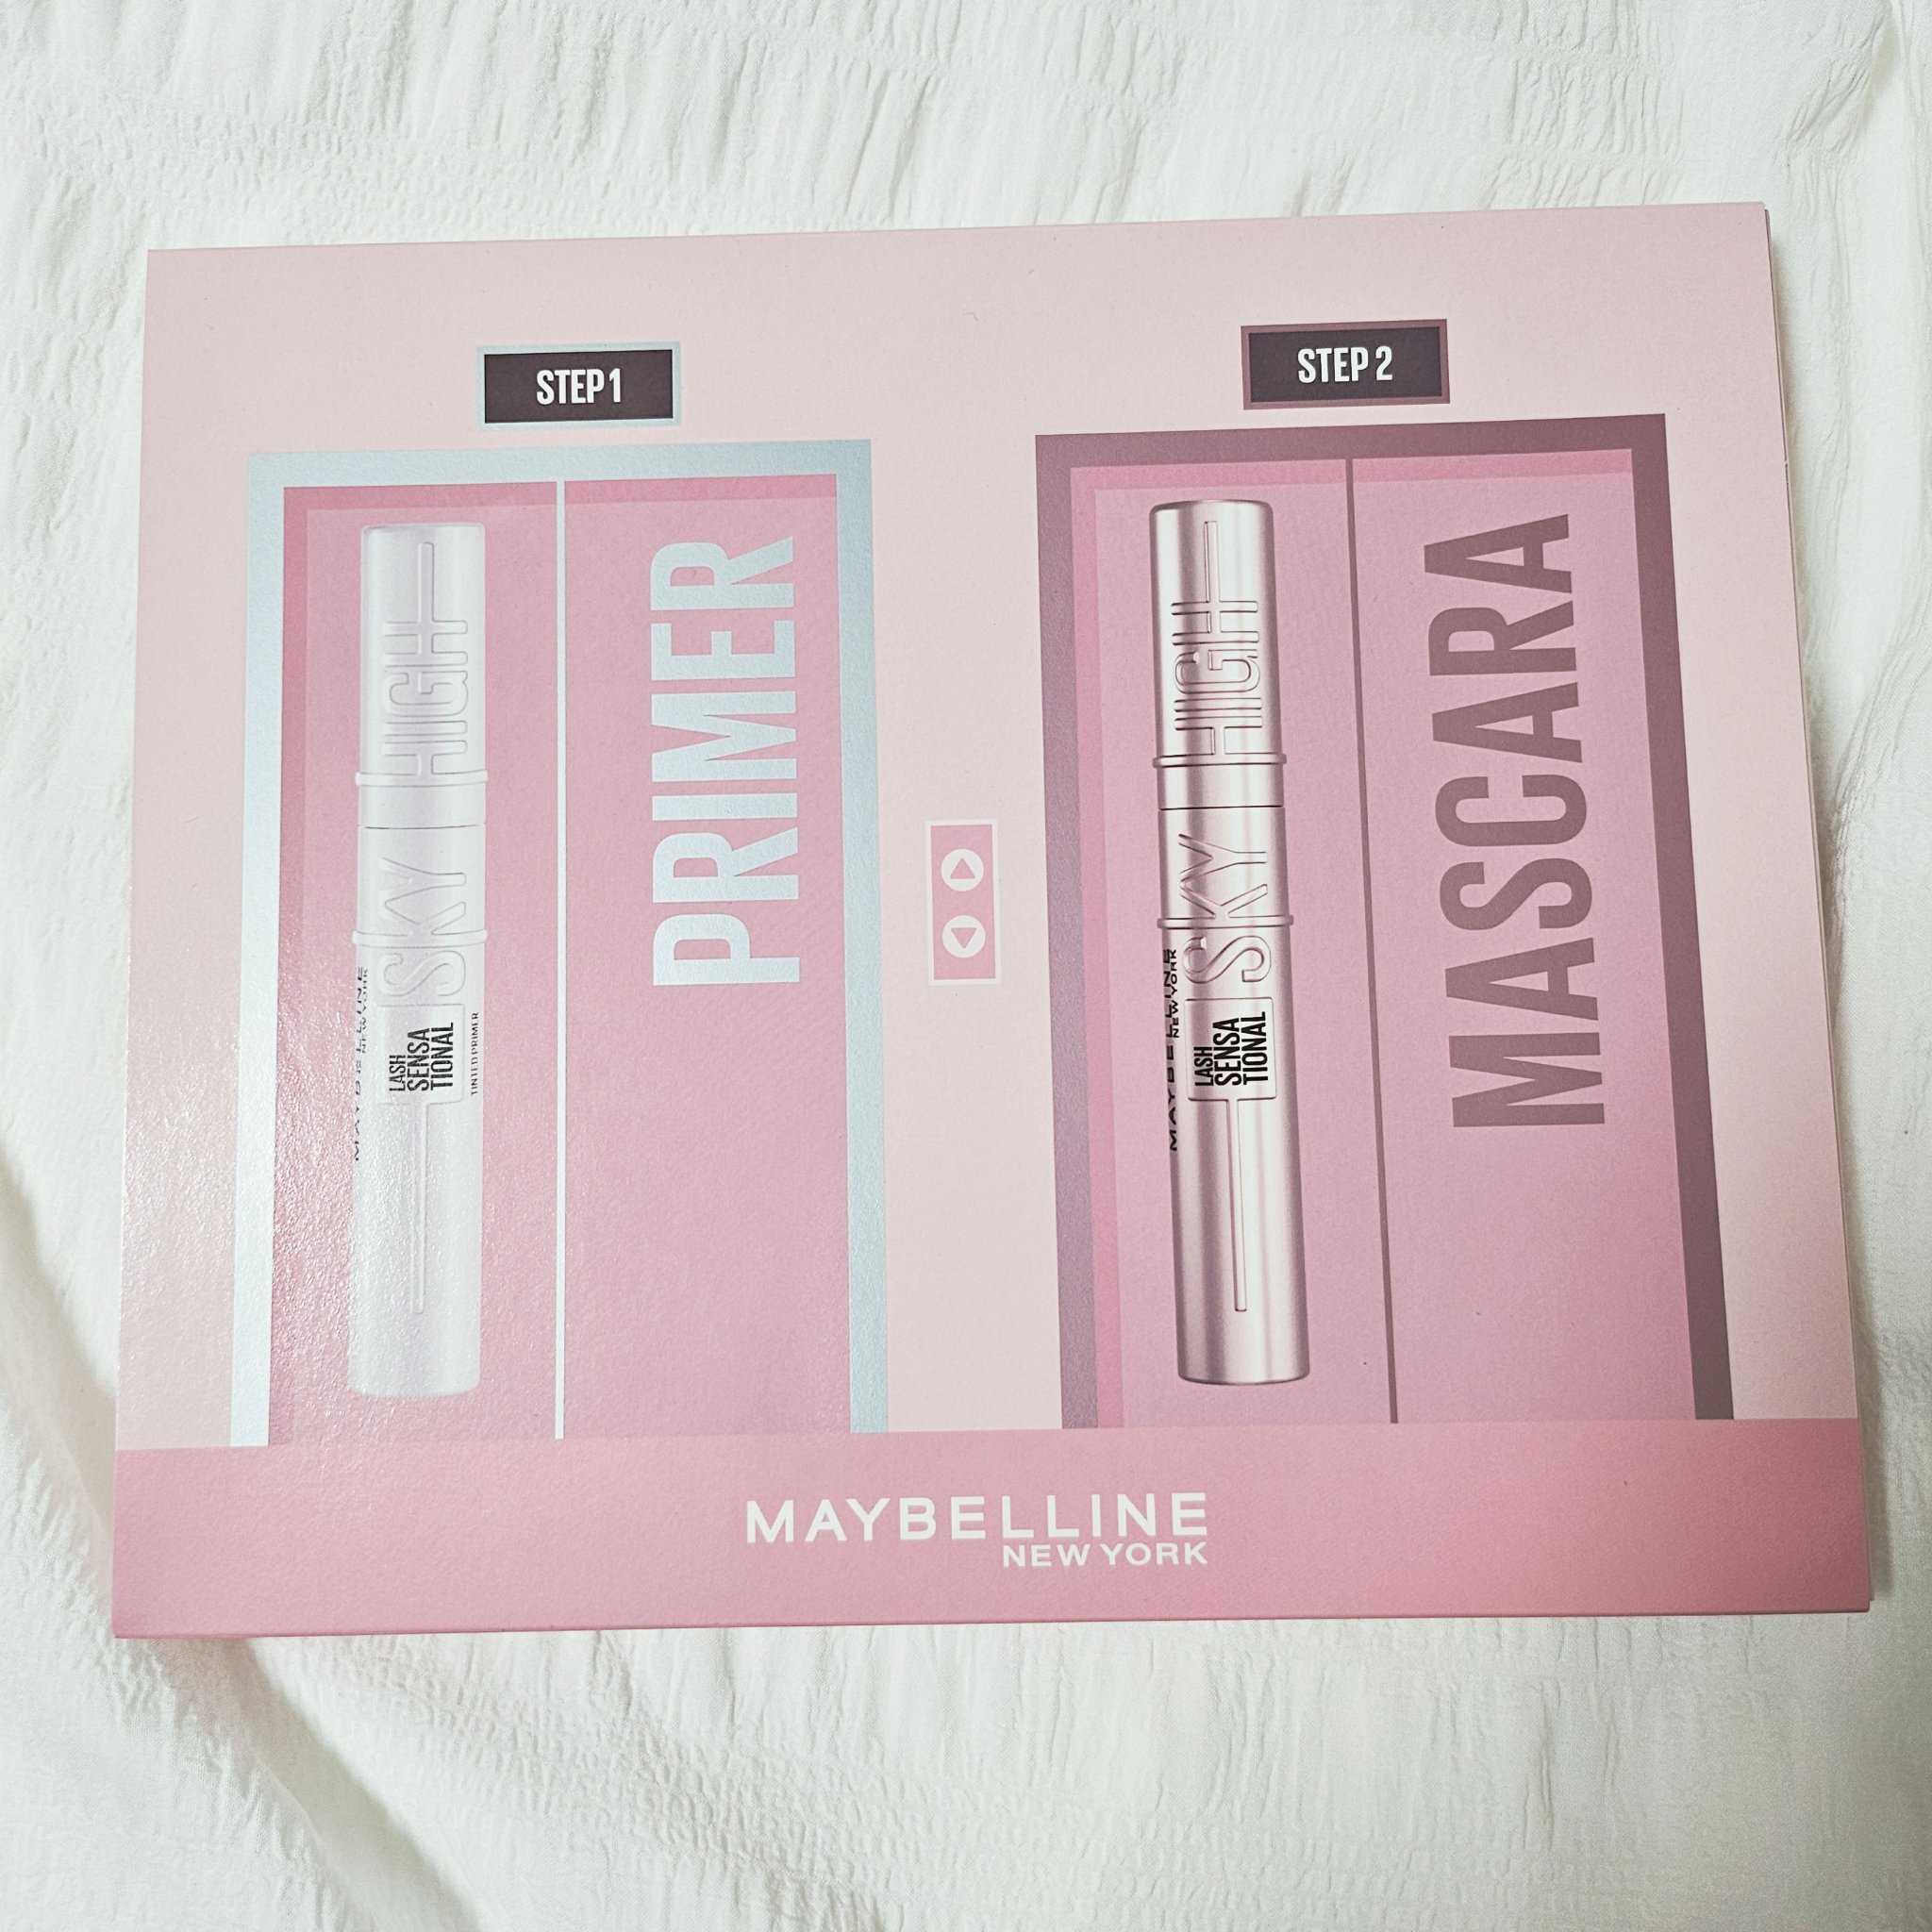 STEP 1
PRIMER
MAYBELLINE
NEW YORK
LASH
SENSA
TIONAL
SKY HIGH
TINTED PRIMER
STEP 2
MASCARA
MAYBELLINE
NEW YORK
LASH
SENSA
TIONAL
SKY HIGH
MAYBELLINE
NEW YORK